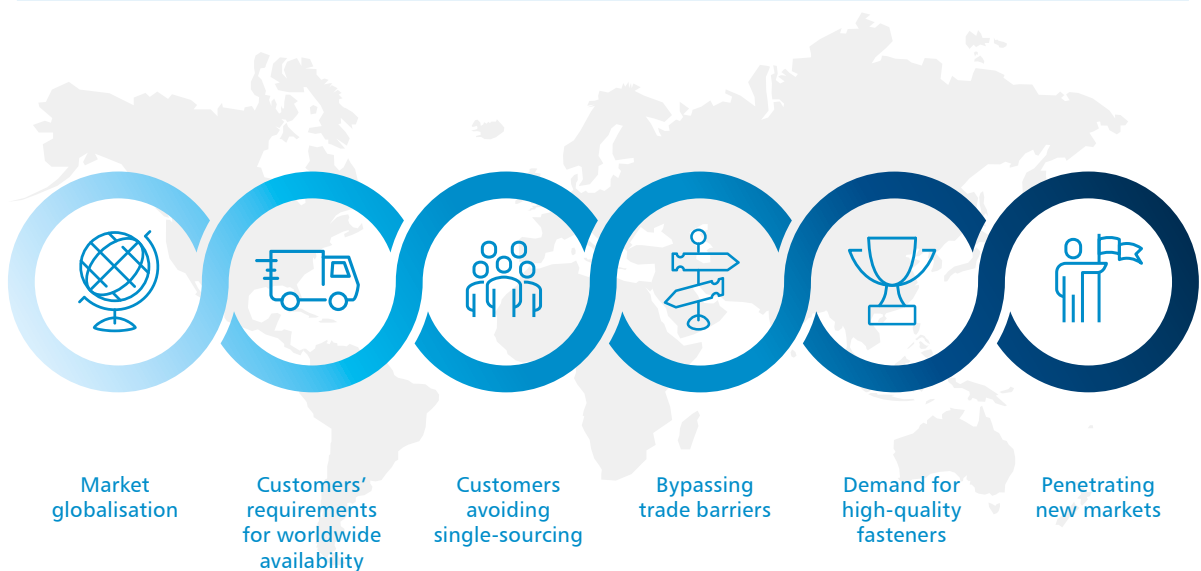 Market
globalisation
Customers’
requirements
for worldwide
availability
Customers
avoiding
single-sourcing
Bypassing
trade barriers
Demand for
high-quality
fasteners
Penetrating
new markets